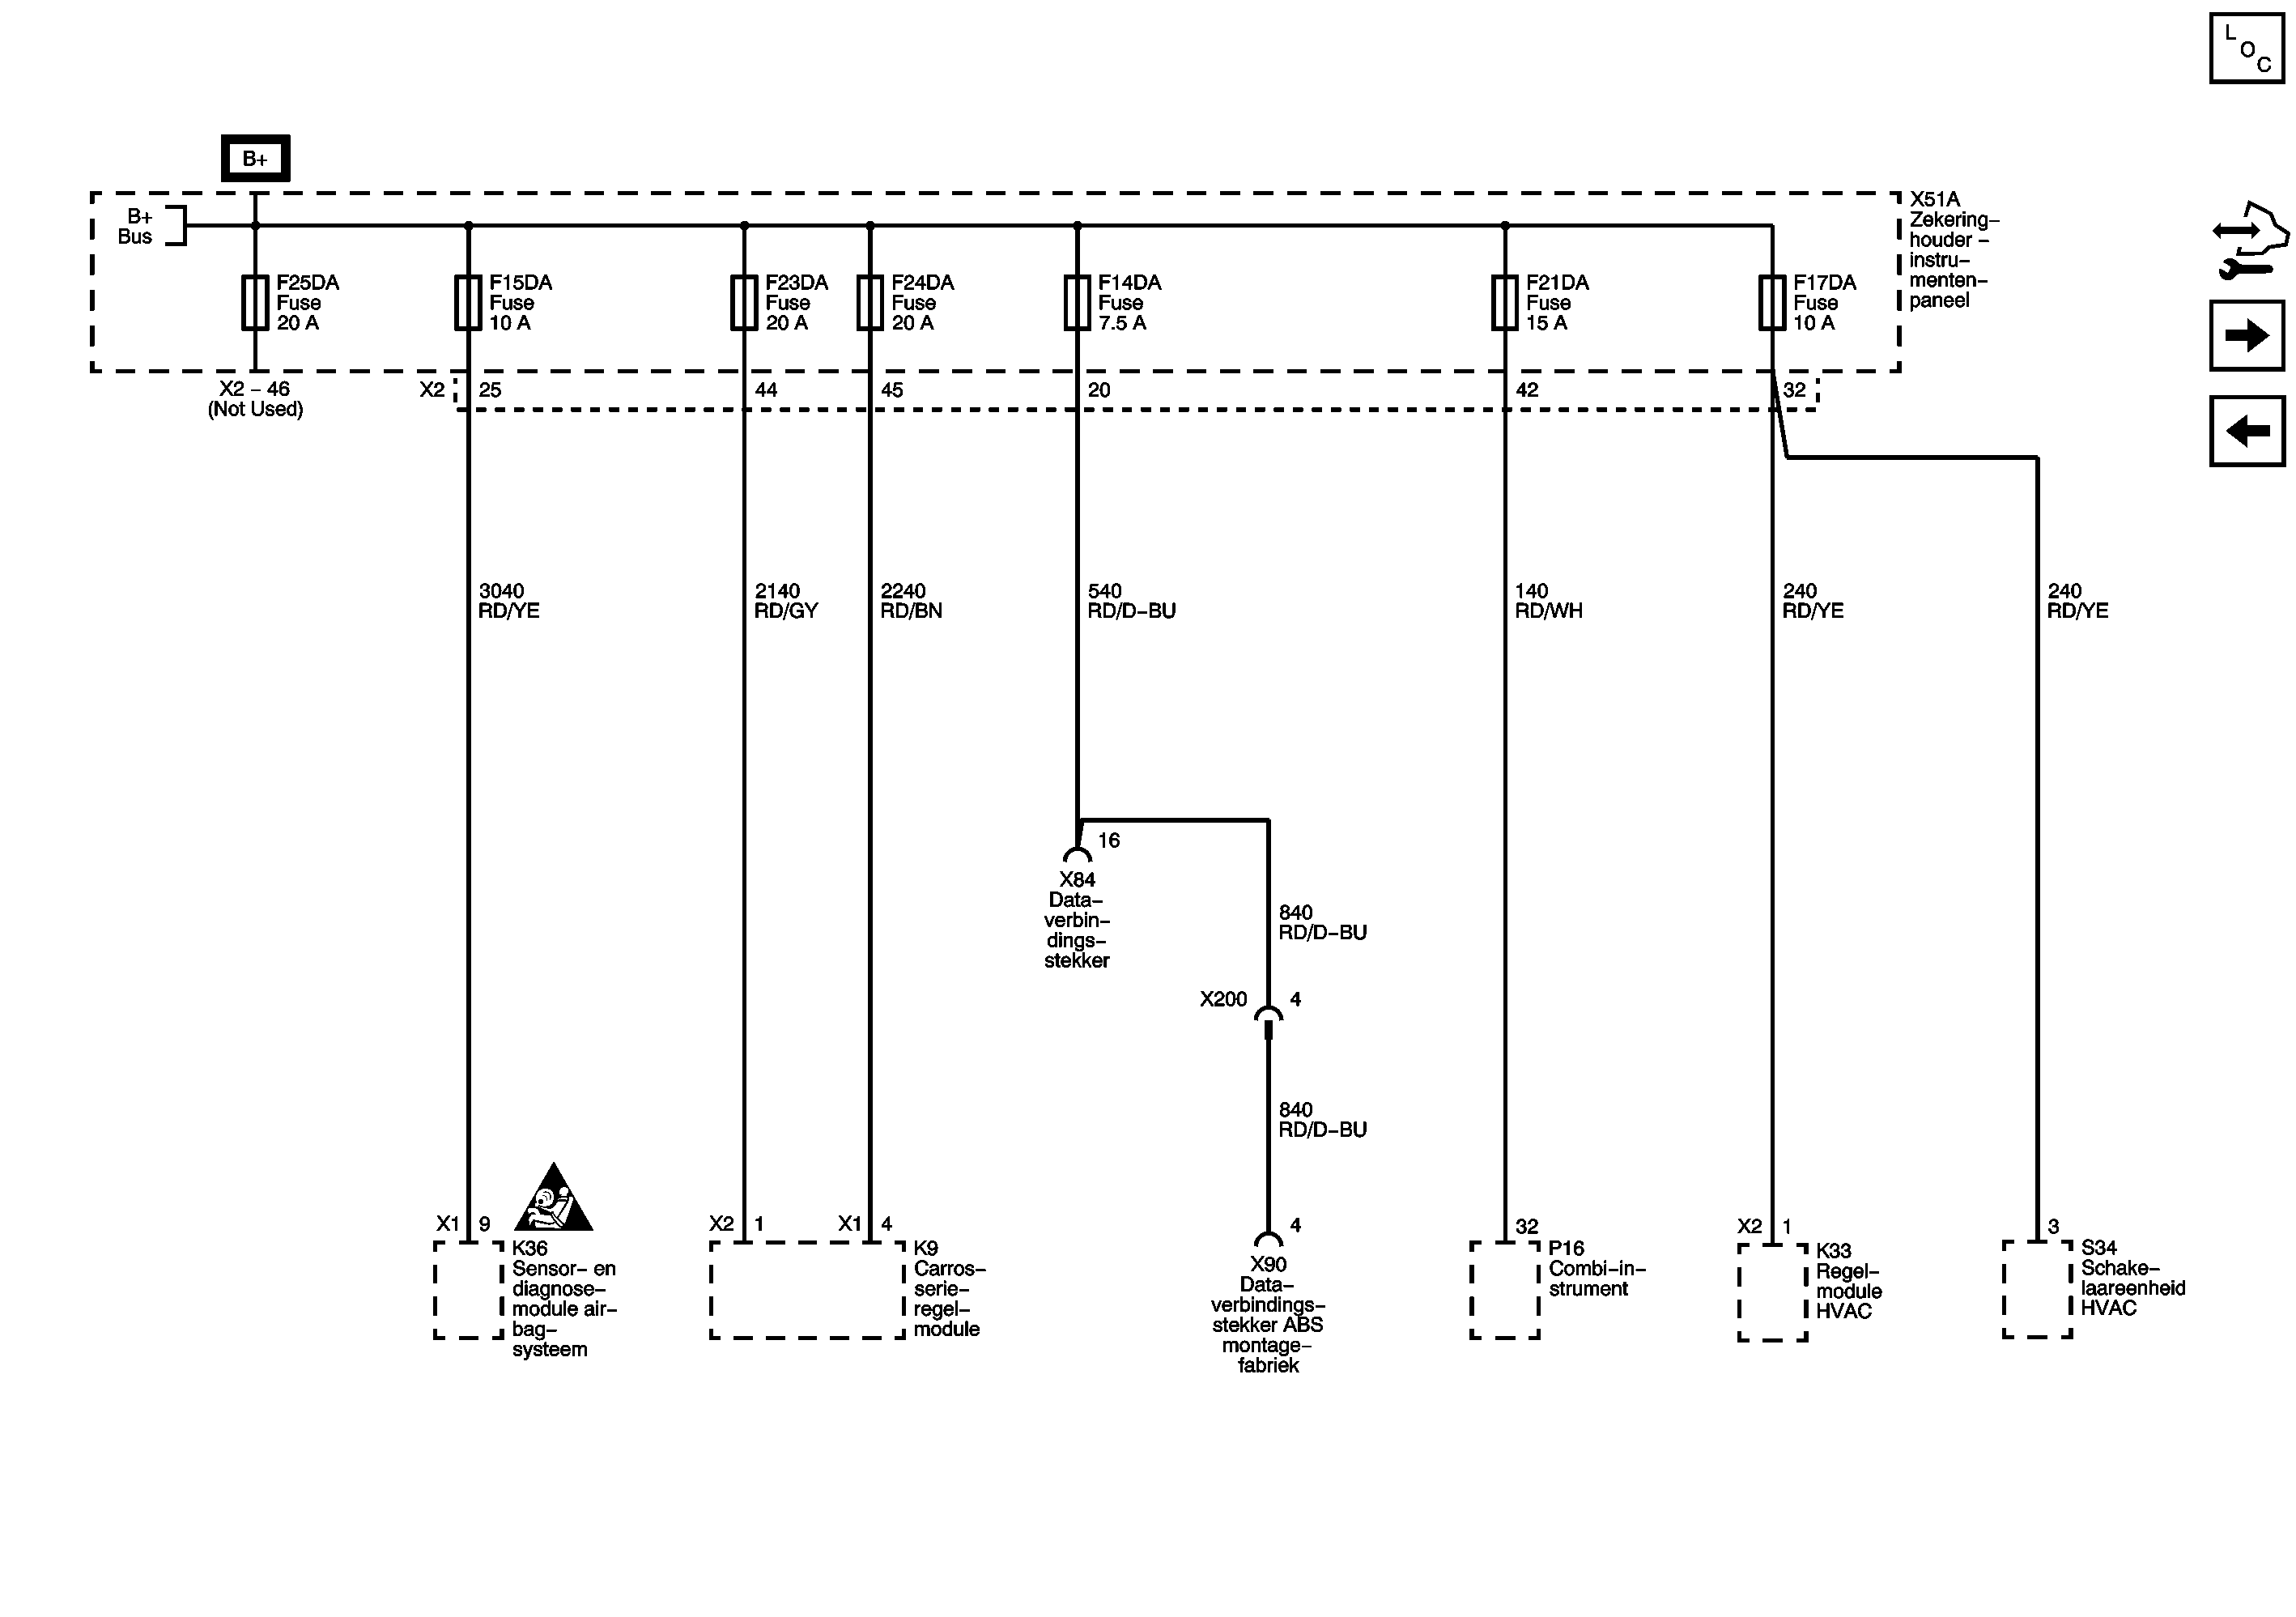 L
O
C
B+
B+
Bus
X51A
Zekering–
houder –
instru–
menten–
paneel
F25DA
Fuse
20 A
F15DA
Fuse
10 A
F23DA
Fuse
20 A
F24DA
Fuse
20 A
F14DA
Fuse
7.5 A
F21DA
Fuse
15 A
F17DA
Fuse
10 A
X2 – 46
(Not Used)
X2
25
44
45
20
42
32
3040
RD/YE
2140
RD/GY
2240
RD/BN
540
RD/D–BU
140
RD/WH
240
RD/YE
240
RD/YE
16
X84
Data–
verbin–
dings–
stekker
840
RD/D–BU
X200
4
840
RD/D–BU
4
X90
Data–
verbindings–
stekker ABS
montage–
fabriek
X1
9
K36
Sensor– en
diagnose–
module air–
bag–
systeem
X2
1
X1
4
K9
Carros–
serie–
regel–
module
32
P16
Combi–in–
strument
X2
1
K33
Regel–
module
HVAC
3
S34
Schake–
laareenheid
HVAC